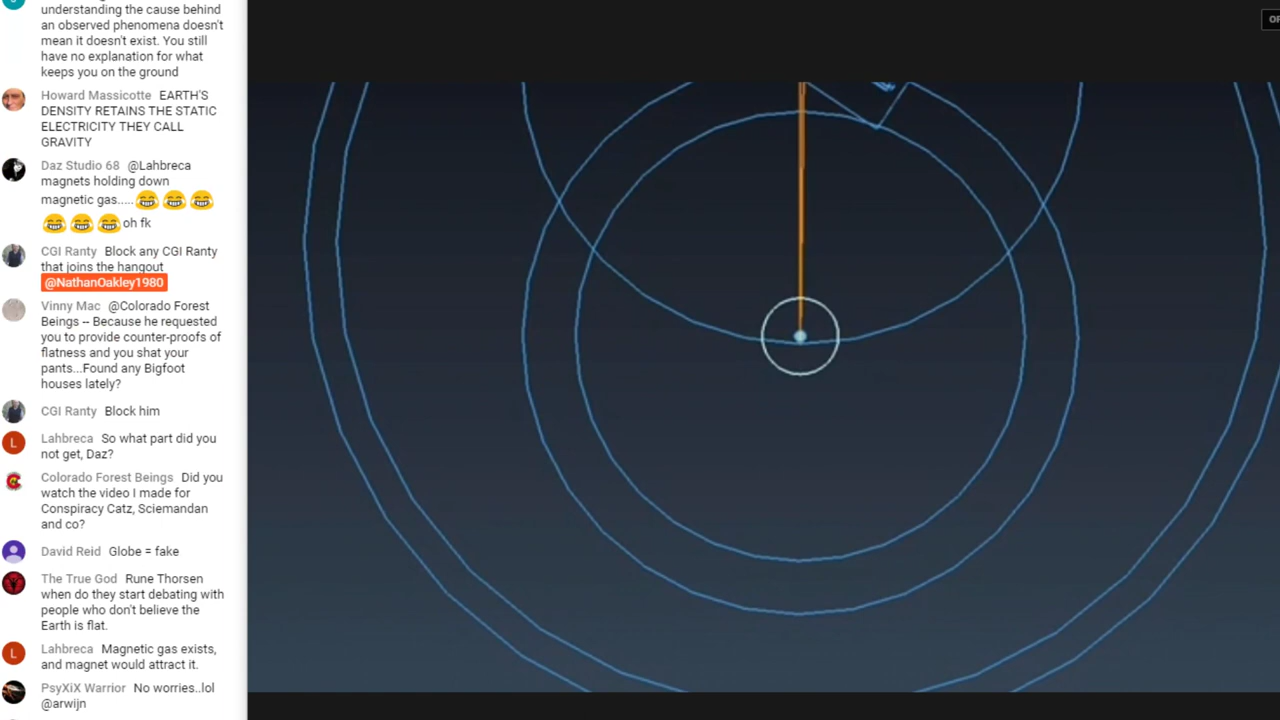 understanding the cause behind
an observed phenomena doesn't
mean it doesn't exist. You still
have no explanation for what
keeps you on the ground
Howard Massicotte EARTH'S
DENSITY RETAINS THE STATIC
ELECTRICITY THEY CALL
GRAVITY
Daz Studio 68 @Lahbreca
magnets holding down
magnetic gas.....😂 😂 😂
😂 😂 😂 oh fk
CGI Ranty Block any CGI Ranty
that joins the hangout
@NathanOakley1980
Vinny Mac @Colorado Forest
Beings -- Because he requested
you to provide counter-proofs of
flatness and you shat your
pants...Found any Bigfoot
houses lately?
CGI Ranty Block him
L
Lahbreca So what part did you
not get, Daz?
Colorado Forest Beings Did you
watch the video I made for
Conspiracy Catz, Sciemandan
and co?
David Reid Globe = fake
The True God Rune Thorsen
when do they start debating with
people who don't believe the
Earth is flat.
L
Lahbreca Magnetic gas exists,
and magnet would attract it.
PsyXiX Warrior No worries..lol
@arwijn